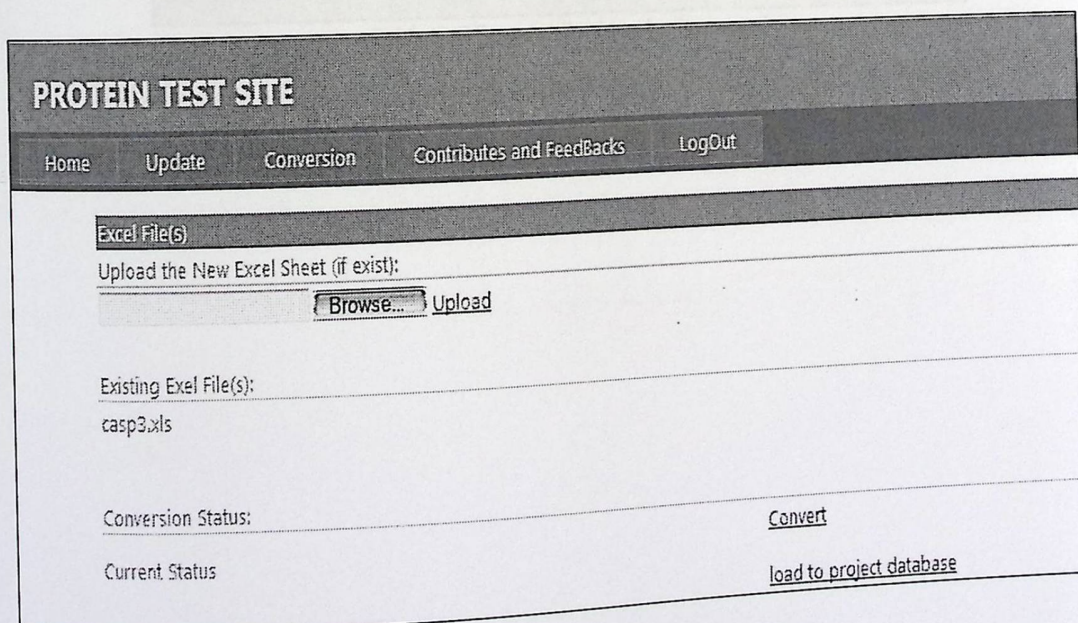 PROTEIN TEST SITE
Home Update Conversion Contributes and FeedBacks LogOut
Excel File(s)
Upload the New Excel Sheet (if exist):
Browse... Upload
Existing Exel File(s):
casp3.xls
Conversion Status: Convert
Current Status load to project database